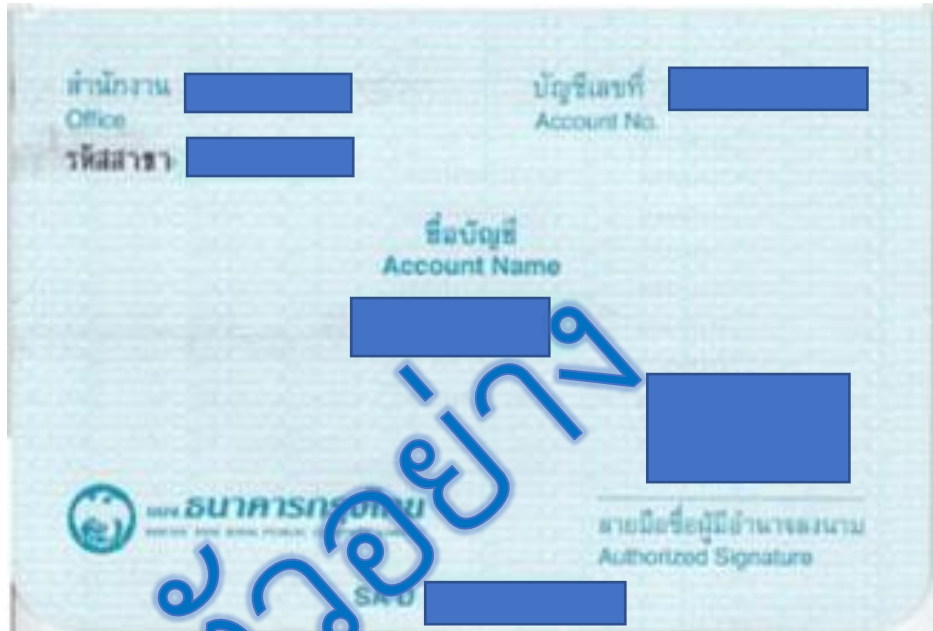 สำนักงาน
Office
บัญชีเลขที่
Account No.
รหัสสาขา
ชื่อบัญชี
Account Name
ธนาคารกรุงไทย
ลายมือชื่อผู้มีอำนาจลงนาม
Authorized Signature
SA-D
ตัวอย่าง